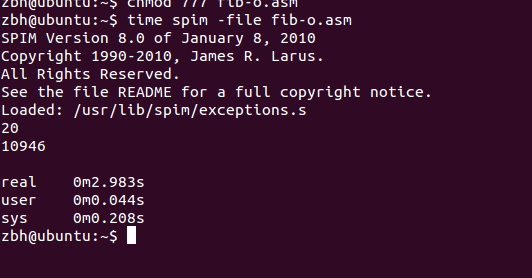 zbh@ubuntu:~$ chmod 777 fib-o.asm
zbh@ubuntu:~$ time spim -file fib-o.asm
SPIM Version 8.0 of January 8, 2010
Copyright 1990-2010, James R. Larus.
All Rights Reserved.
See the file README for a full copyright notice.
Loaded: /usr/lib/spim/exceptions.s
20
10946
real 0m2.983s
user 0m0.044s
sys 0m0.208s
zbh@ubuntu:~$